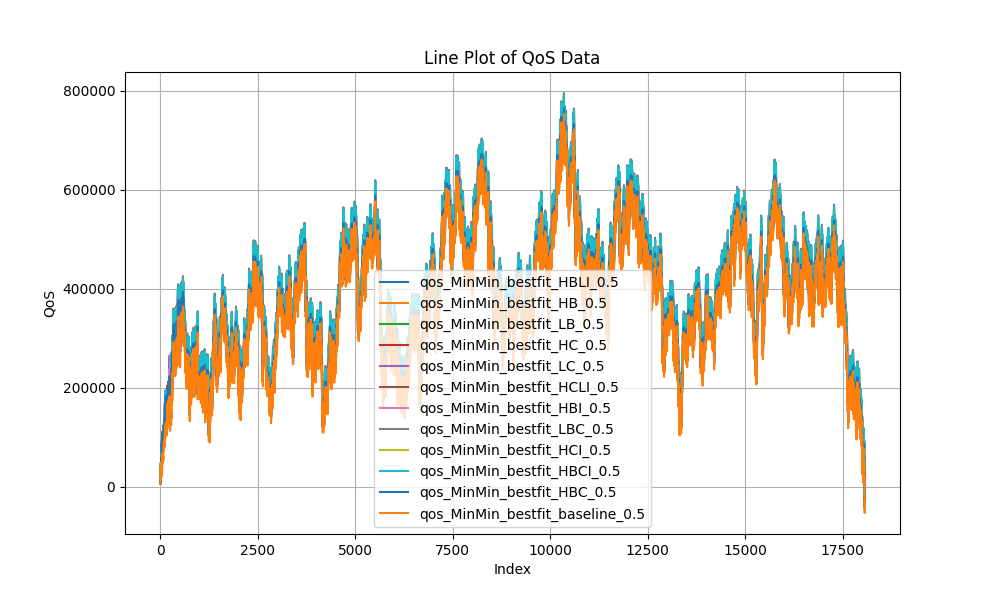 Line Plot of QoS Data
800000
600000
400000
200000
0
QoS
qos_MinMin_bestfit_HBLI_0.5
qos_MinMin_bestfit_HB_0.5
qos_MinMin_bestfit_LB_0.5
qos_MinMin_bestfit_HC_0.5
qos_MinMin_bestfit_LC_0.5
qos_MinMin_bestfit_HCLI_0.5
qos_MinMin_bestfit_HBI_0.5
qos_MinMin_bestfit_LBC_0.5
qos_MinMin_bestfit_HCI_0.5
qos_MinMin_bestfit_HBCI_0.5
qos_MinMin_bestfit_HBC_0.5
qos_MinMin_bestfit_baseline_0.5
0 2500 5000 7500 10000 12500 15000 17500
Index